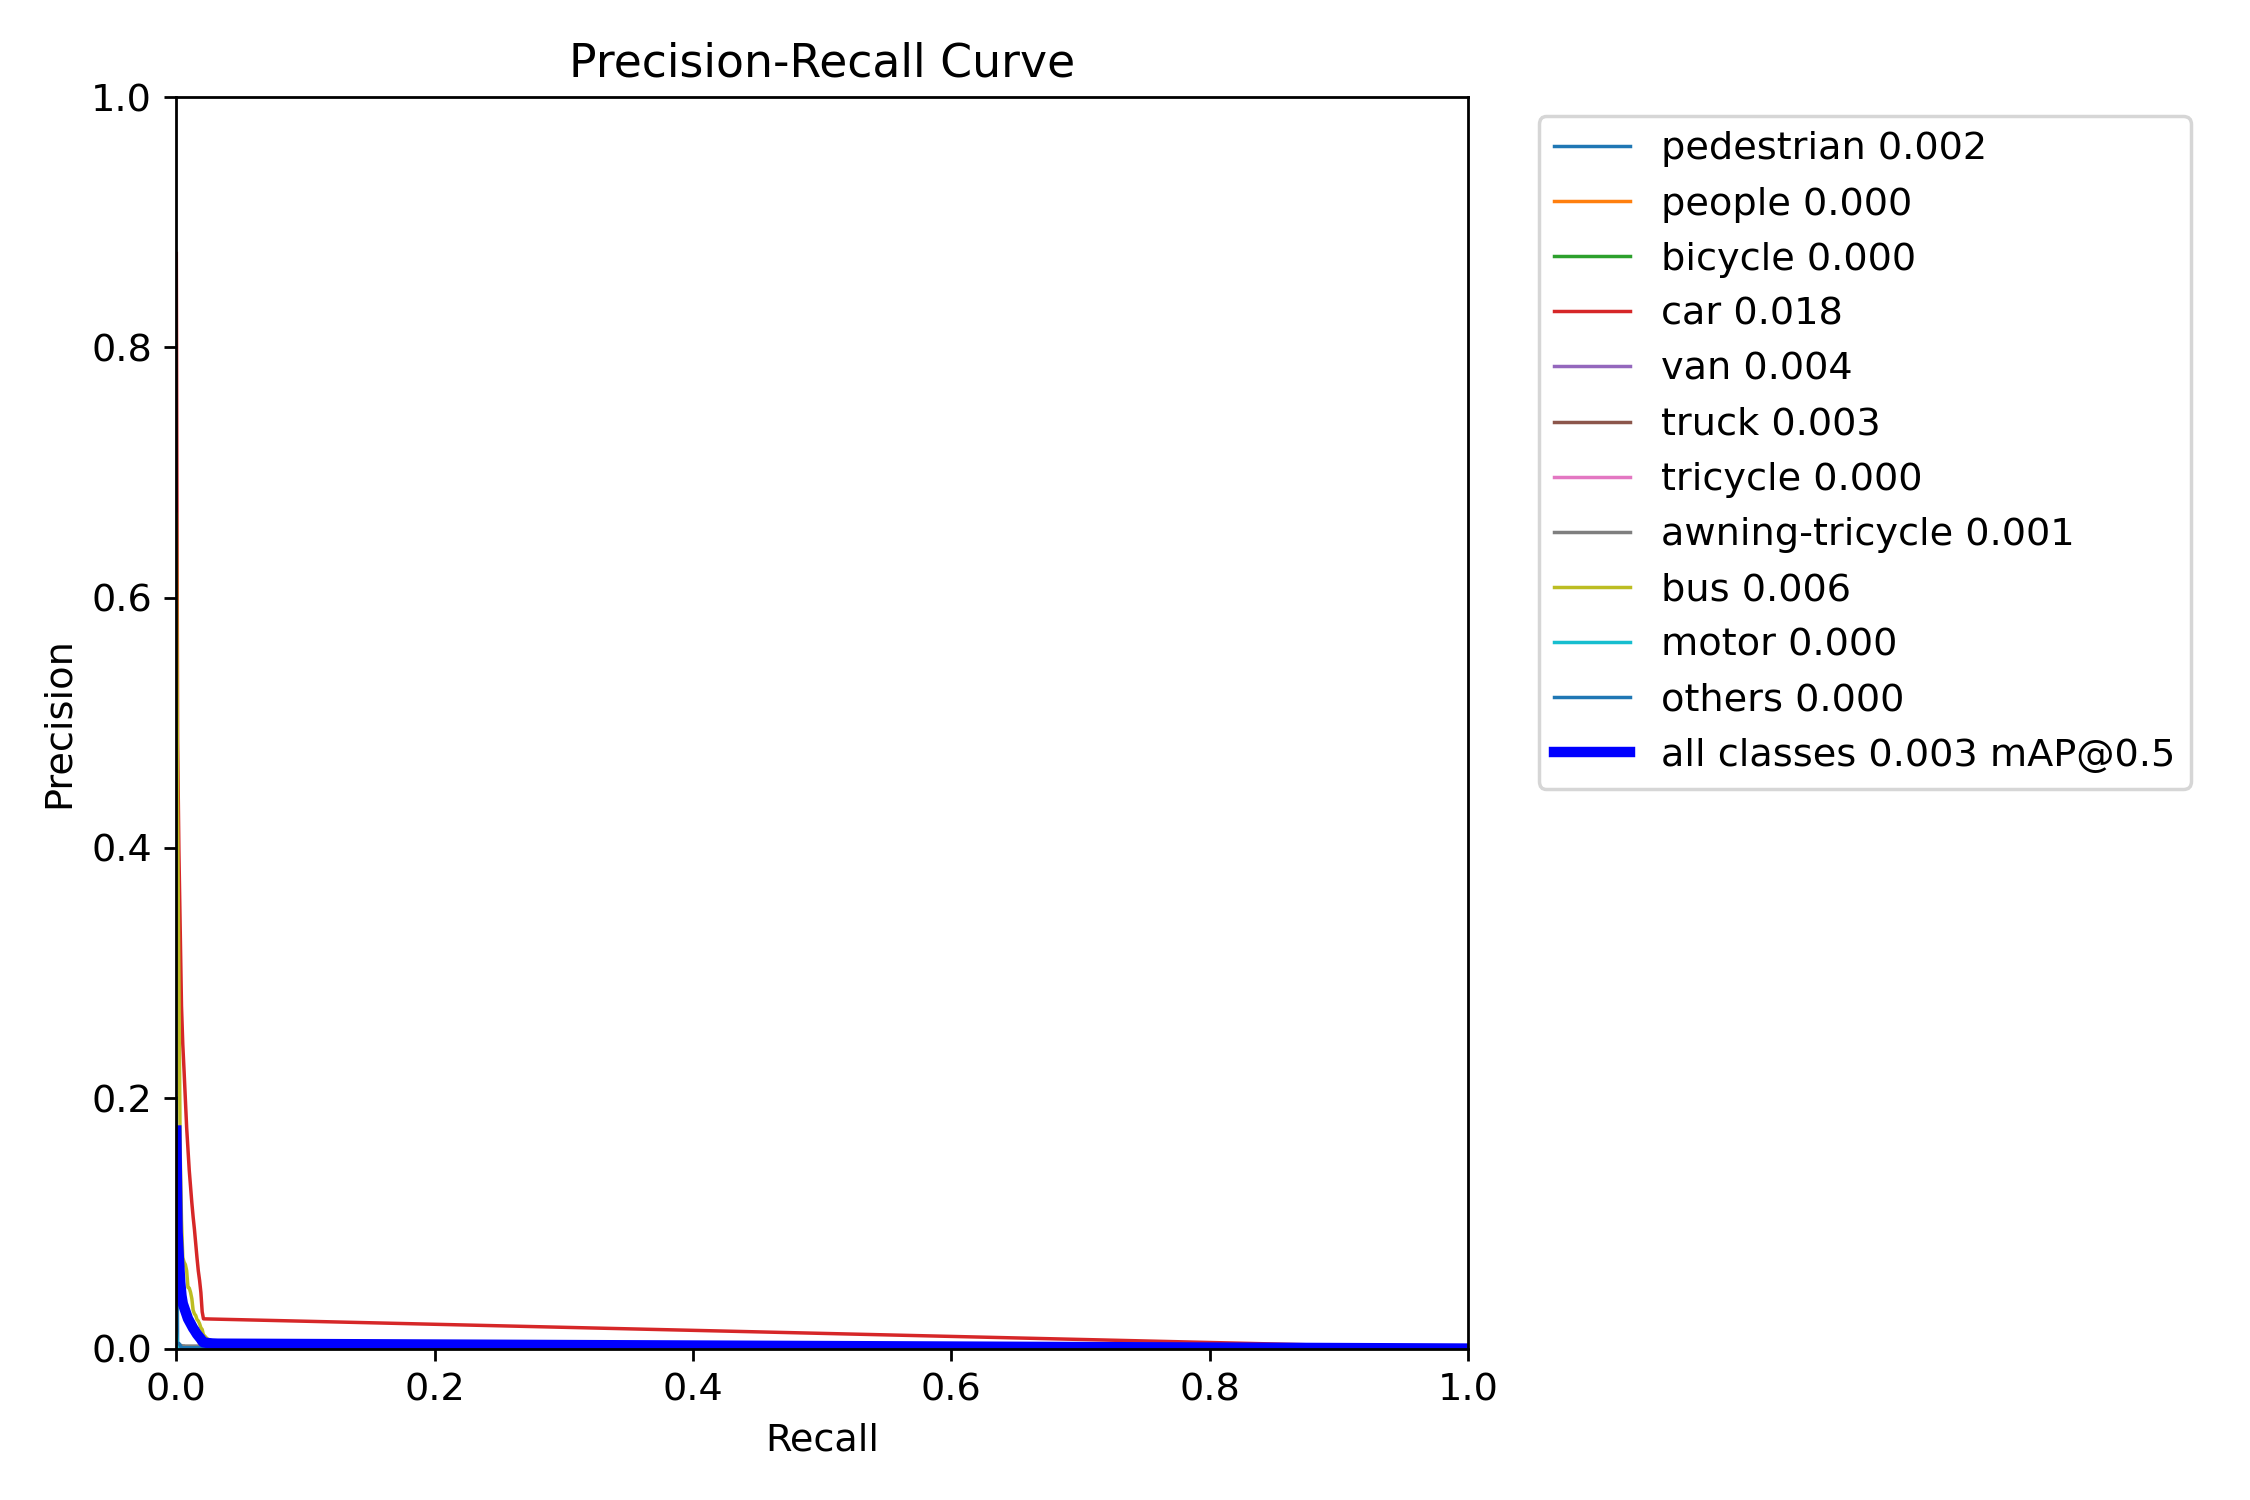 Precision-Recall Curve
1.0
0.8
0.6
0.4
0.2
0.0
Precision
0.0 0.2 0.4 0.6 0.8 1.0
Recall
pedestrian 0.002
people 0.000
bicycle 0.000
car 0.018
van 0.004
truck 0.003
tricycle 0.000
awning-tricycle 0.001
bus 0.006
motor 0.000
others 0.000
all classes 0.003 mAP@0.5